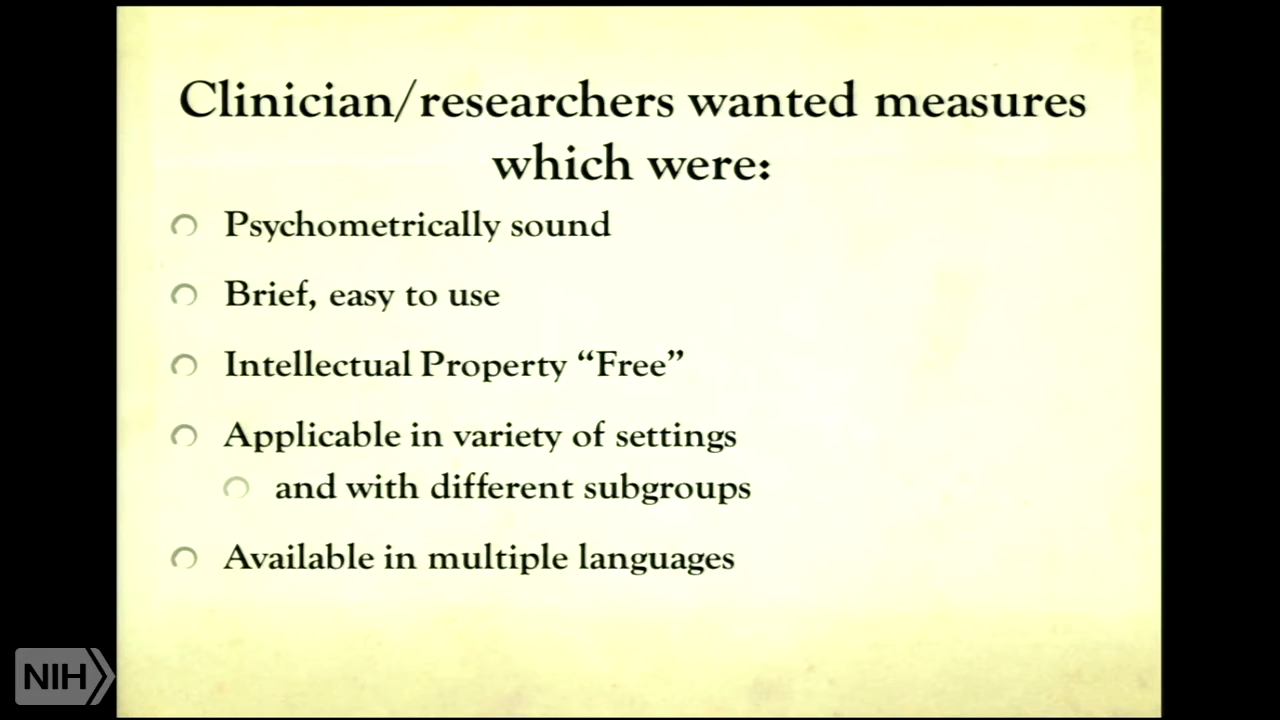 Clinician/researchers wanted measures
which were:
Psychometrically sound
Brief, easy to use
Intellectual Property “Free”
Applicable in variety of settings
and with different subgroups
Available in multiple languages
NIH